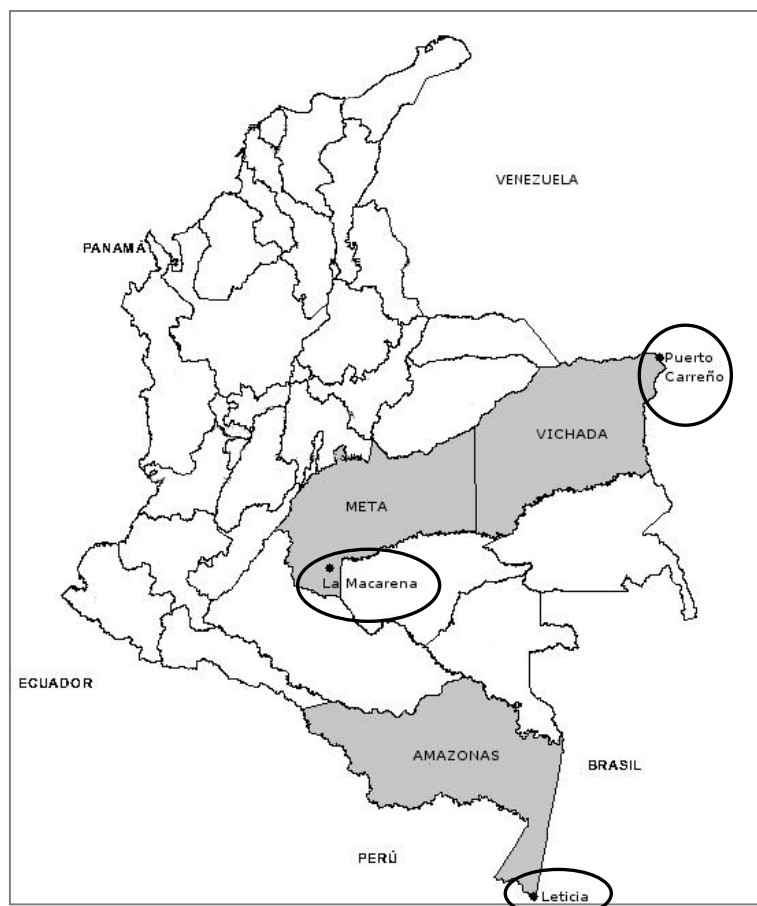 VENEZUELA
PANAMÁ
Puerto
Carreño
VICHADA
META
La Macarena
ECUADOR
AMAZONAS
BRASIL
PERÚ
Leticia